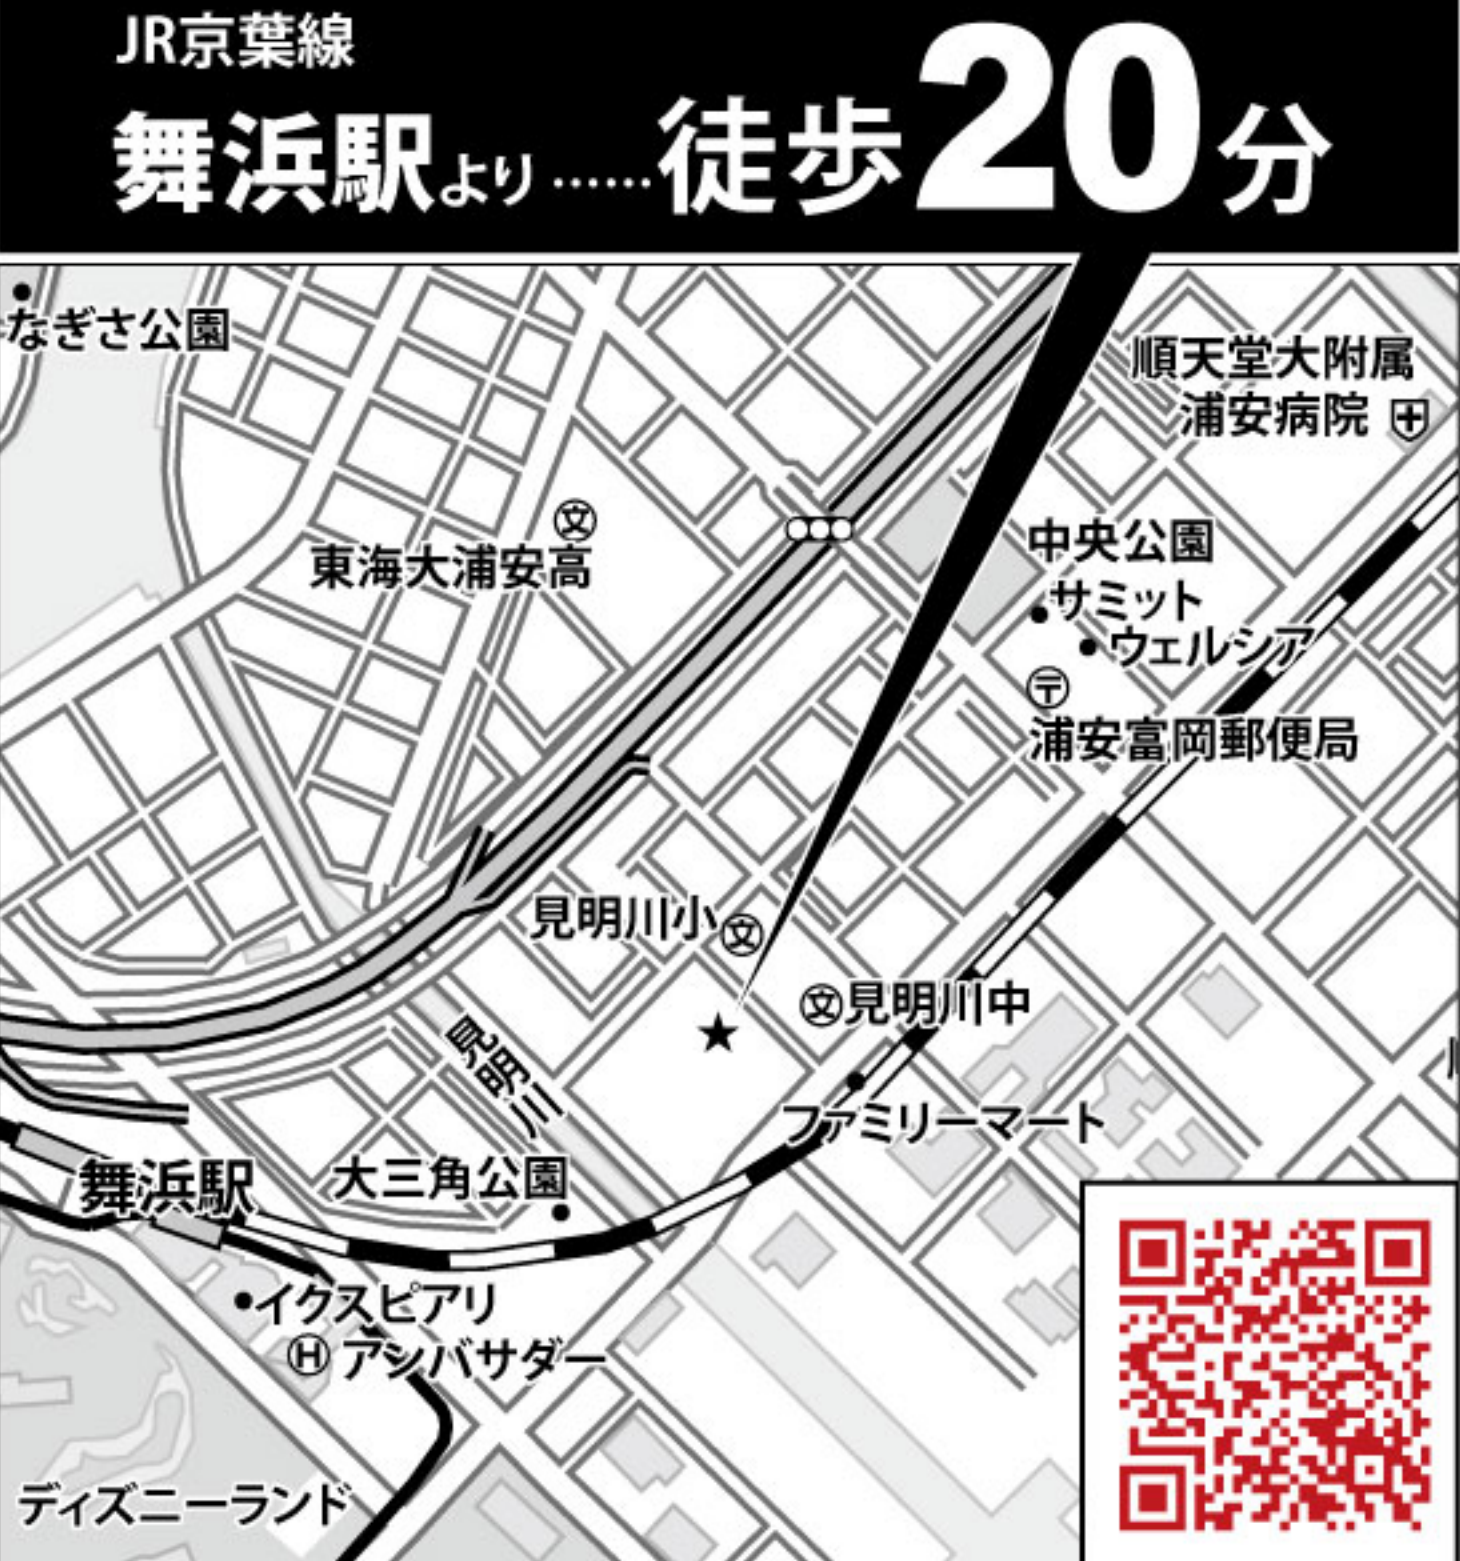 JR京葉線
舞浜駅より……徒歩20分
なぎさ公園
順天堂大附属
浦安病院
文
東海大浦安高
中央公園
サミット
ウェルシア
〒
浦安富岡郵便局
見明川小
文
文見明川中
見明川
ファミリーマート
舞浜駅
大三角公園
イクスピアリ
H アンバサダー
ディズニーランド